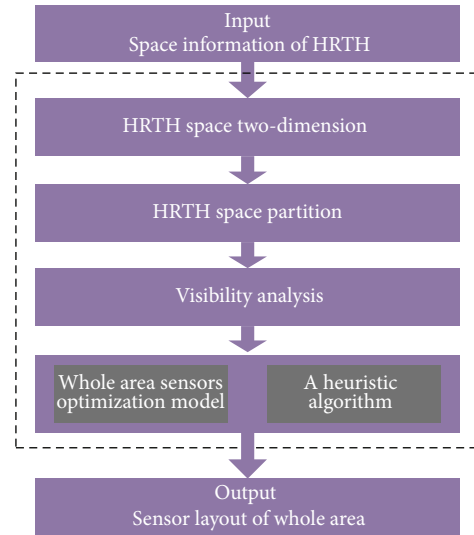 Input
Space information of HRTH
HRTH space two-dimension
HRTH space partition
Visibility analysis
Whole area sensors
optimization model
A heuristic
algorithm
Output
Sensor layout of whole area